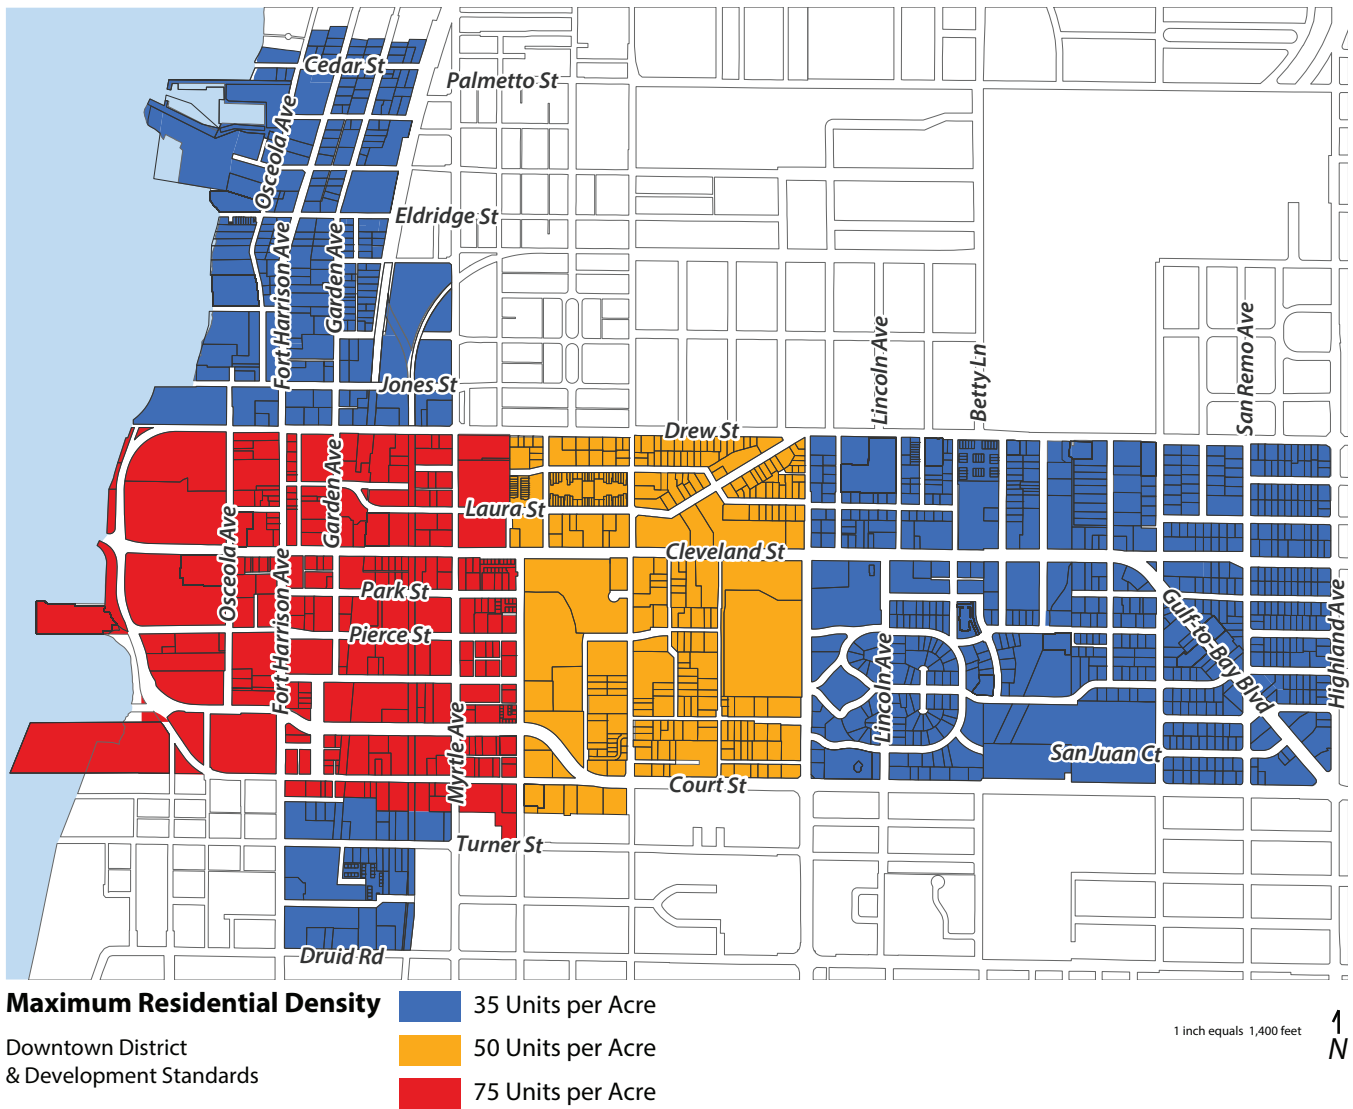 Cedar St
Palmetto St
Osceola Ave
Eldridge St
Fort Harrison Ave
Garden Ave
Jones St
Lincoln Ave
Betty Ln
San Remo Ave
Drew St
Garden Ave
Laura St
Osceola Ave
Cleveland St
Fort Harrison Ave
Park St
Pierce St
Gulf-to-Bay Blvd
Highland Ave
Lincoln Ave
Myrtle Ave
San Juan Ct
Court St
Turner St
Druid Rd
Maximum Residential Density
Downtown District
& Development Standards
35 Units per Acre
50 Units per Acre
75 Units per Acre
1 inch equals 1,400 feet
N